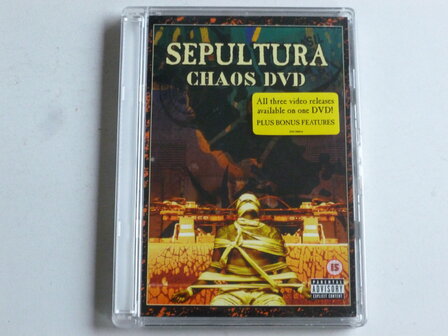 SEPULTURA
CHAOS DVD
All three video releases
available on one DVD!
PLUS BONUS FEATURES
15
PARENTAL
ADVISORY
EXPLICIT CONTENT